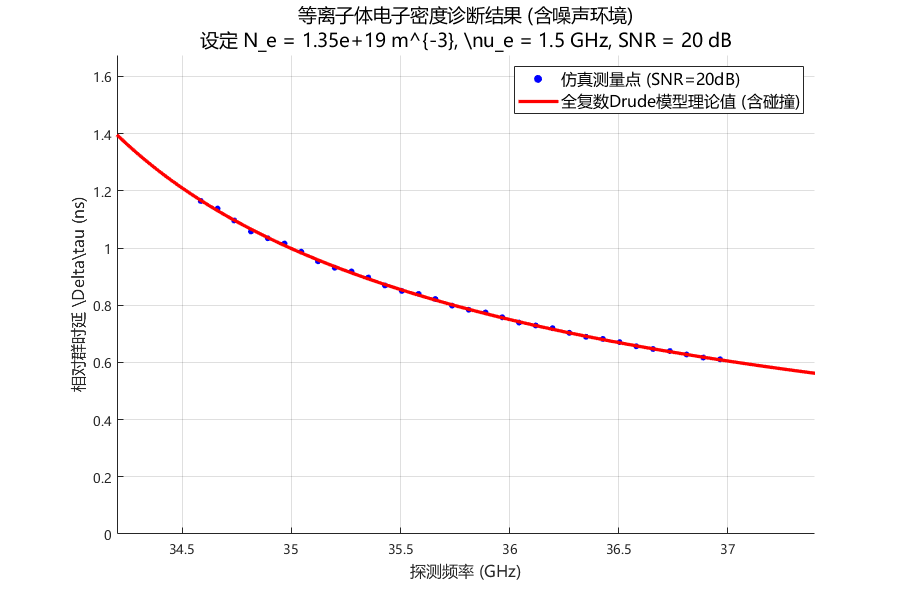 等离子体电子密度诊断结果 (含噪声环境)
设定 N_e = 1.35e+19 m^{-3}, \nu_e = 1.5 GHz, SNR = 20 dB
仿真测量点 (SNR=20dB)
全复数Drude模型理论值 (含碰撞)
相对群时延 \Delta\tau (ns)
1.6
1.4
1.2
1
0.8
0.6
0.4
0.2
0
34.5
35
35.5
36
36.5
37
探测频率 (GHz)